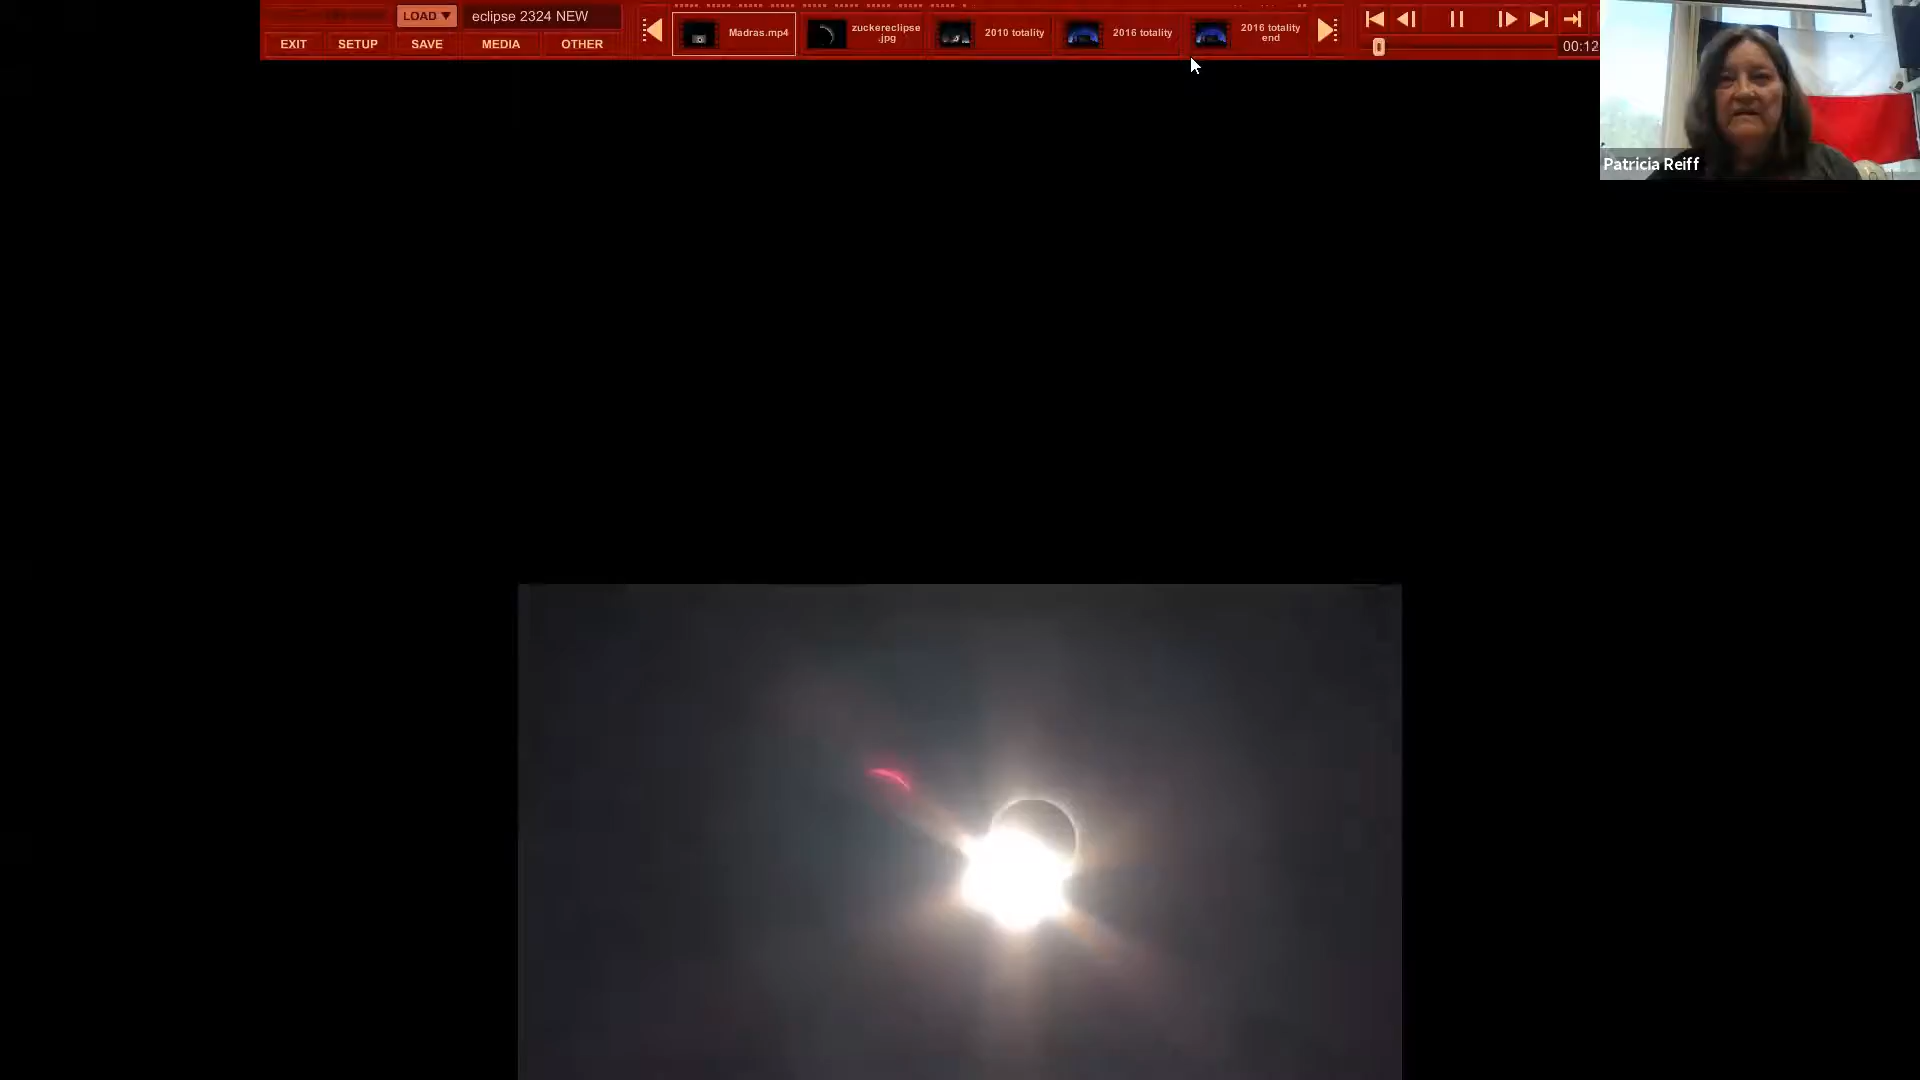 LOAD ▼ eclipse 2324 NEW
EXIT SETUP SAVE MEDIA OTHER
Madras.mp4
zuckereclipse
.jpg
2010 totality
2016 totality
2016 totality
end
00:12
Patricia Reiff